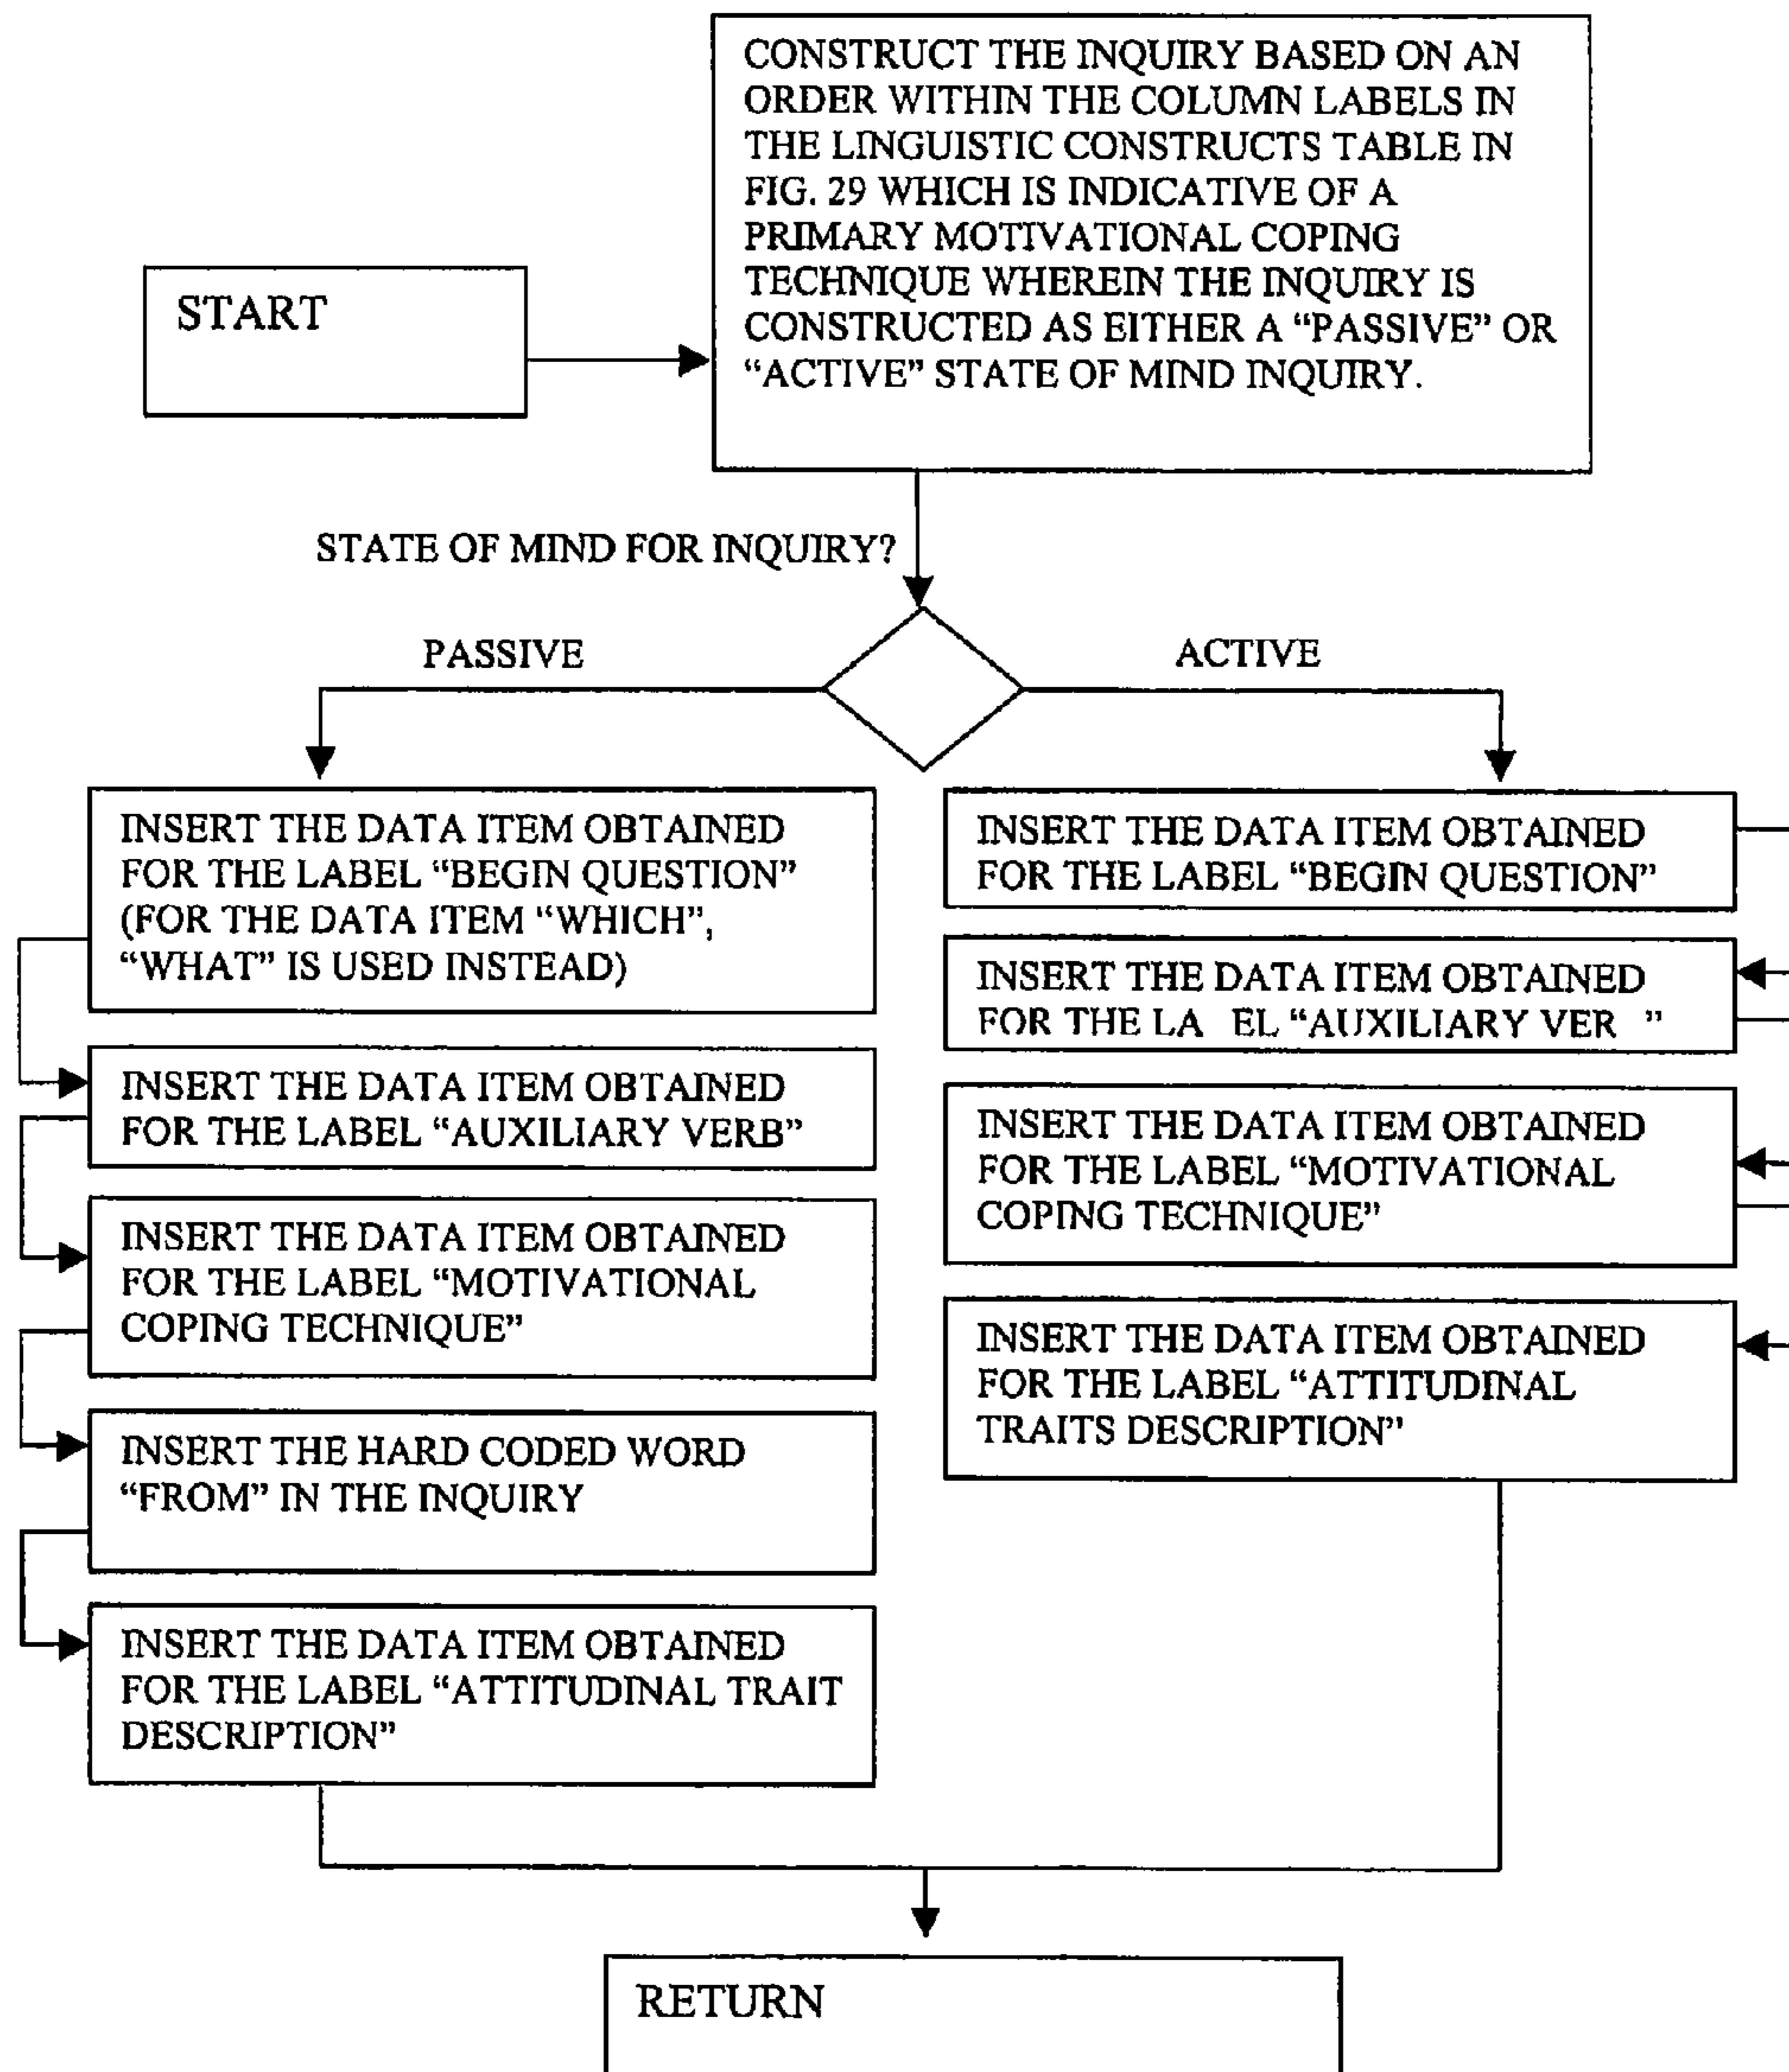 CONSTRUCT THE INQUIRY BASED ON AN
ORDER WITHIN THE COLUMN LABELS IN
THE LINGUISTIC CONSTRUCTS TABLE IN
FIG. 29 WHICH IS INDICATIVE OF A
PRIMARY MOTIVATIONAL COPING
TECHNIQUE WHEREIN THE INQUIRY IS
CONSTRUCTED AS EITHER A “PASSIVE” OR
“ACTIVE” STATE OF MIND INQUIRY.
START
STATE OF MIND FOR INQUIRY?
PASSIVE
ACTIVE
INSERT THE DATA ITEM OBTAINED
FOR THE LABEL “BEGIN QUESTION”
(FOR THE DATA ITEM “WHICH”,
“WHAT” IS USED INSTEAD)
INSERT THE DATA ITEM OBTAINED
FOR THE LABEL “AUXILIARY VERB”
INSERT THE DATA ITEM OBTAINED
FOR THE LABEL “MOTIVATIONAL
COPING TECHNIQUE”
INSERT THE HARD CODED WORD
“FROM” IN THE INQUIRY
INSERT THE DATA ITEM OBTAINED
FOR THE LABEL “ATTITUDINAL TRAIT
DESCRIPTION”
INSERT THE DATA ITEM OBTAINED
FOR THE LABEL “BEGIN QUESTION”
INSERT THE DATA ITEM OBTAINED
FOR THE LA EL “AUXILIARY VER ”
INSERT THE DATA ITEM OBTAINED
FOR THE LABEL “MOTIVATIONAL
COPING TECHNIQUE”
INSERT THE DATA ITEM OBTAINED
FOR THE LABEL “ATTITUDINAL
TRAITS DESCRIPTION”
RETURN